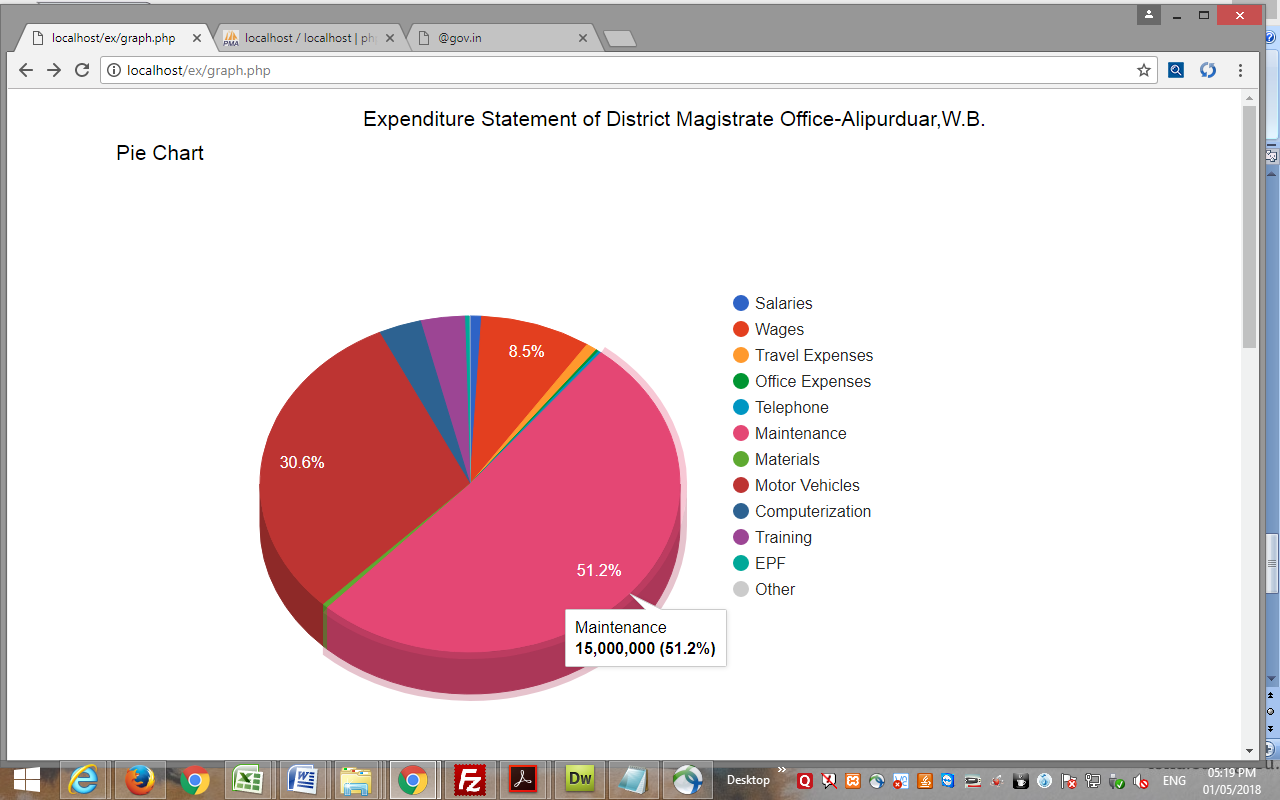 localhost/ex/graph.php
localhost / localhost | ph
@gov.in
localhost/ex/graph.php
Expenditure Statement of District Magistrate Office-Alipurduar,W.B.
Pie Chart
8.5%
30.6%
51.2%
Maintenance
15,000,000 (51.2%)
Salaries
Wages
Travel Expenses
Office Expenses
Telephone
Maintenance
Materials
Motor Vehicles
Computerization
Training
EPF
Other
PMA
Fz
Dw
Desktop
ENG
05:19 PM
01/05/2018